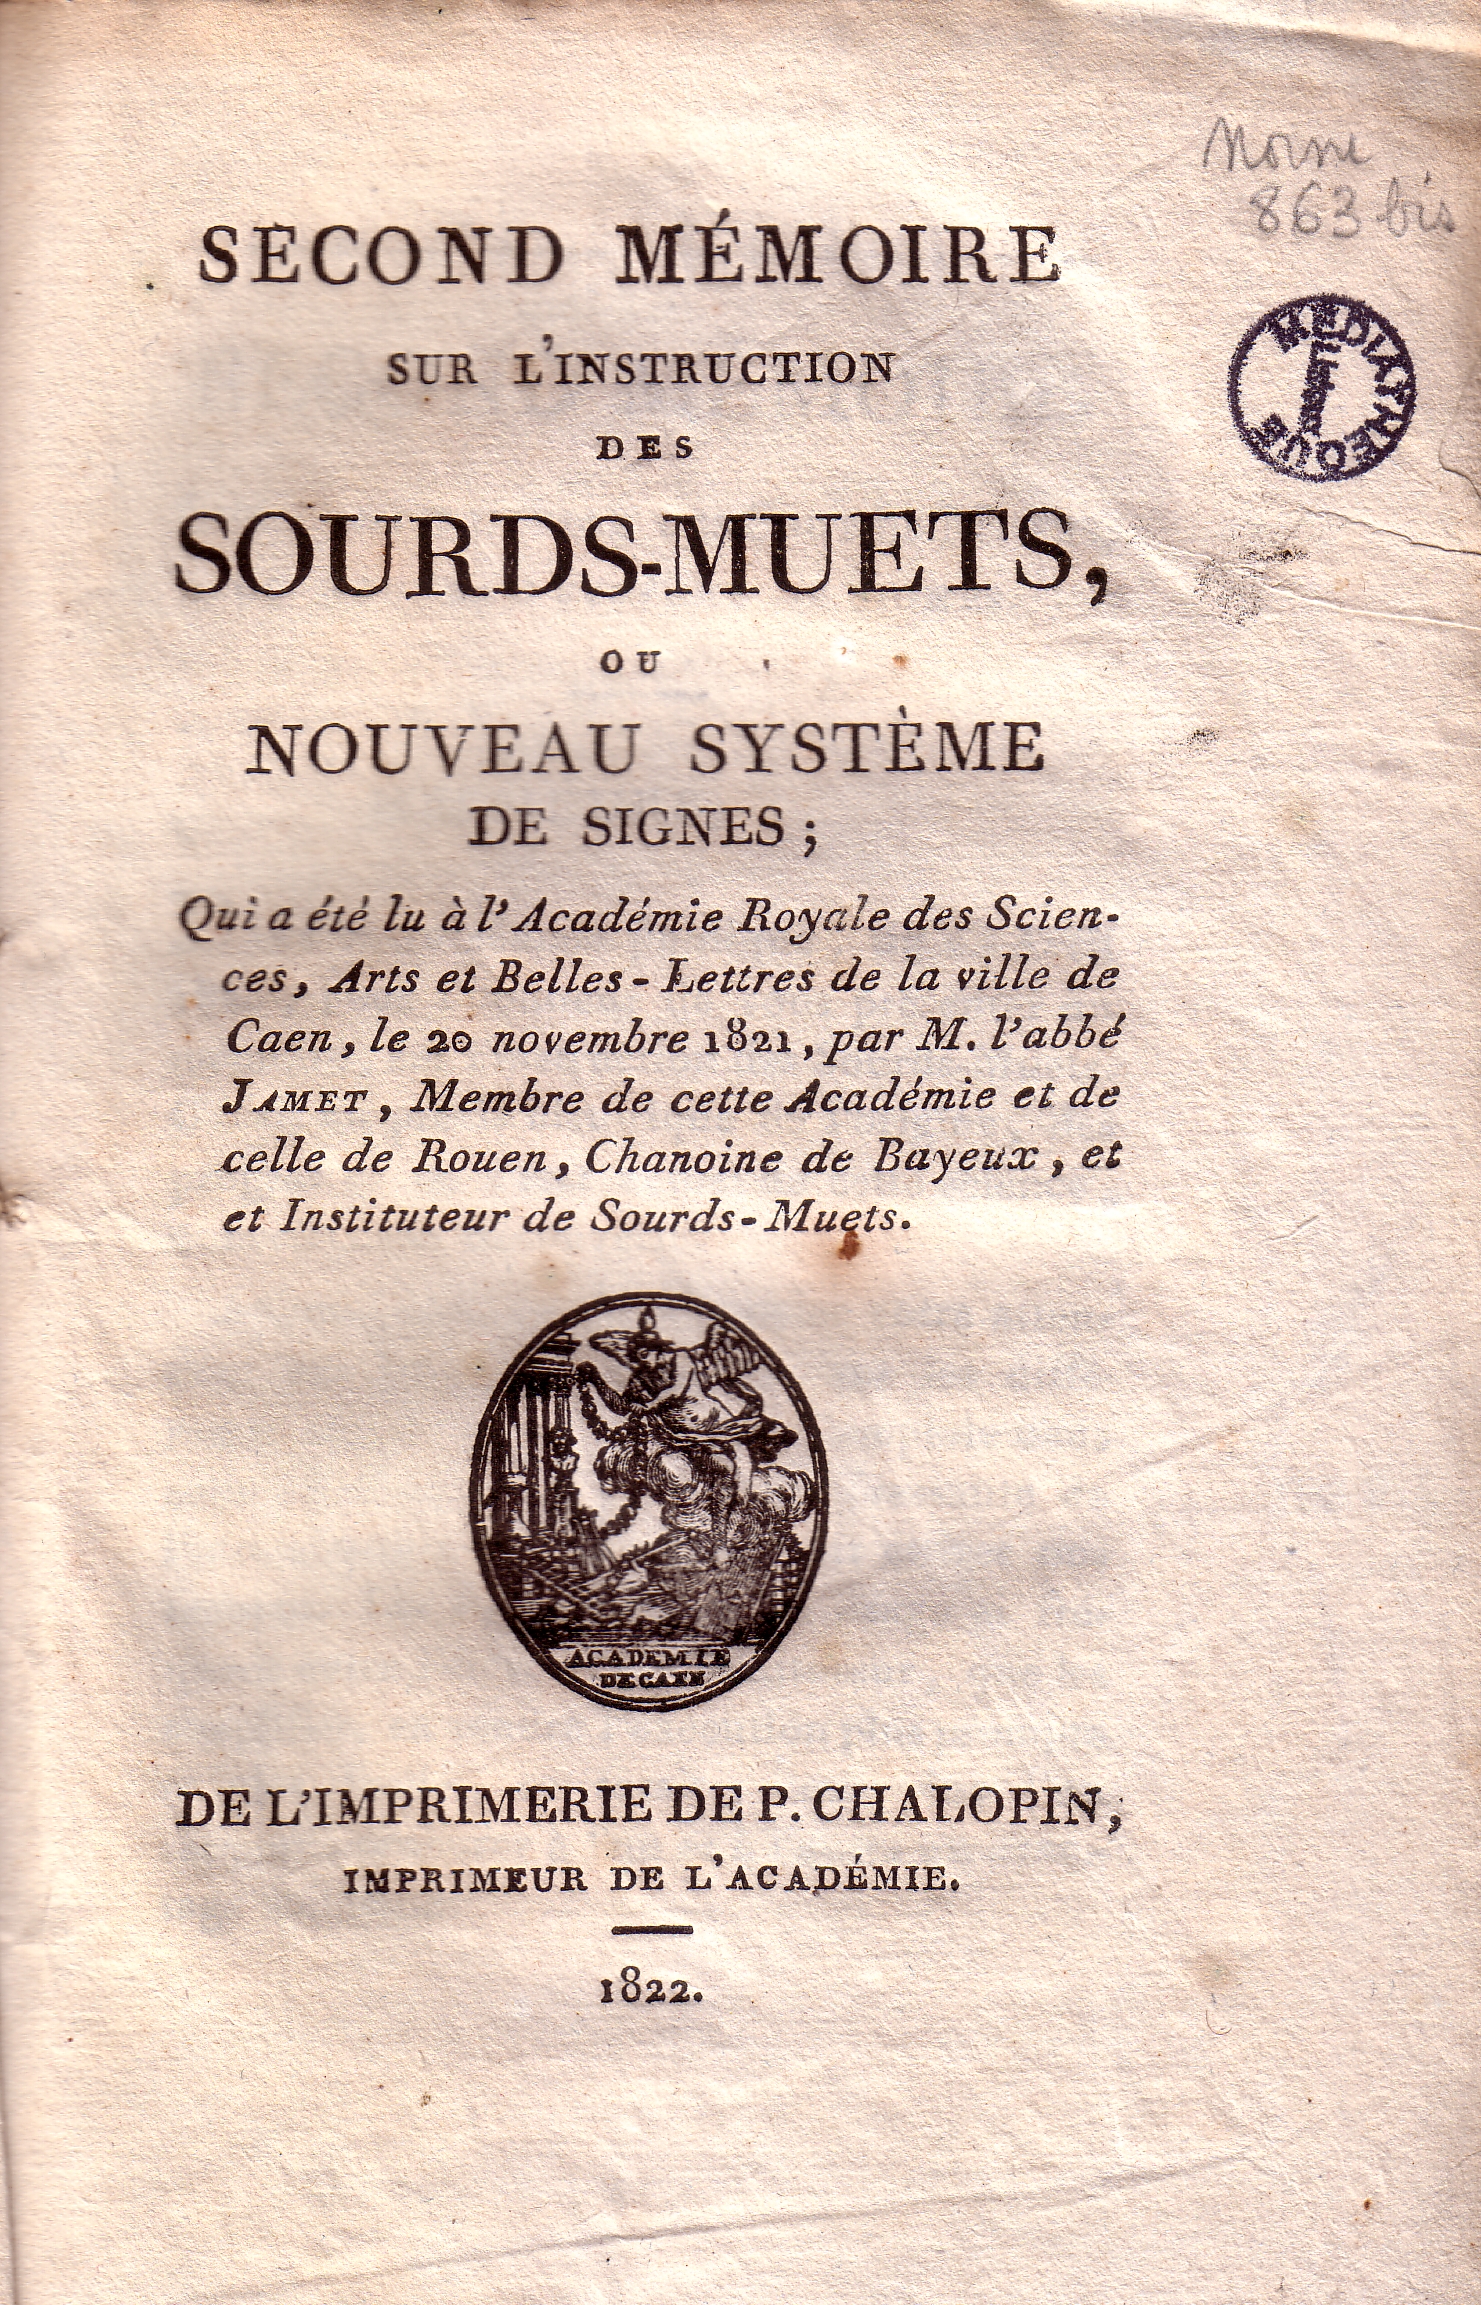 Norm
863 bis
SECOND MÉMOIRE
SUR L'INSTRUCTION
DES
SOURDS-MUETS,
OU
NOUVEAU SYSTÈME
DE SIGNES ;
Qui a été lu à l'Académie Royale des Scien-
ces, Arts et Belles-Lettres de la ville de
Caen, le 20 novembre 1821, par M. l'abbé
JAMET, Membre de cette Académie et de
celle de Rouen, Chanoine de Bayeux, et
et Instituteur de Sourds-Muets.
MEDIATHEQUE
ACADEMIE
DE CAEN
DE L'IMPRIMERIE DE P. CHALOPIN,
IMPRIMEUR DE L'ACADÉMIE.
1822.